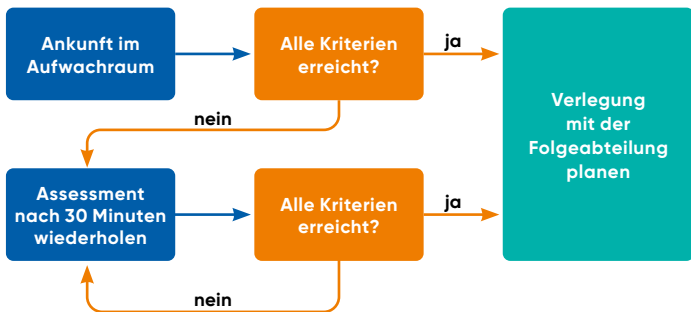 Ankunft im
Aufwachraum
Alle Kriterien
erreicht?
ja
Verlegung
mit der
Folgeabteilung
planen
nein
Assessment
nach 30 Minuten
wiederholen
Alle Kriterien
erreicht?
ja
nein